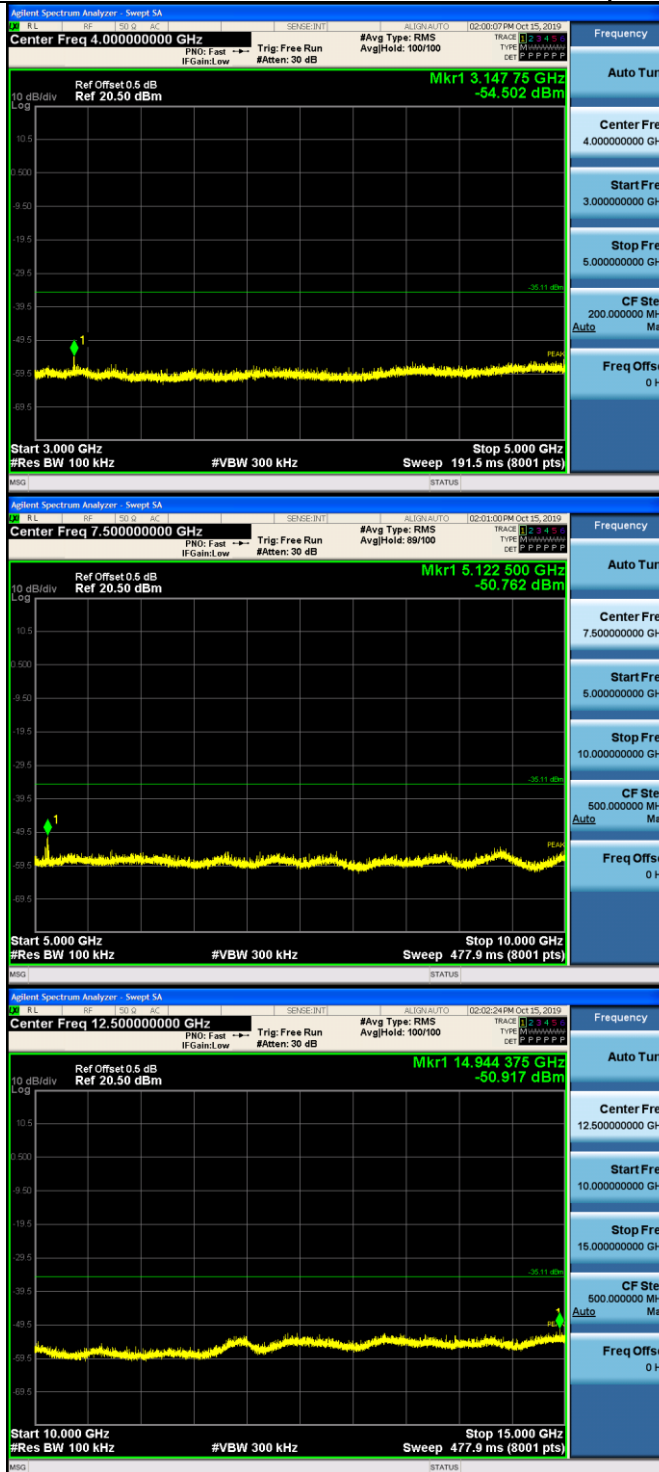 Agilent Spectrum Analyzer - Swept SA
RL RF 50 Ω AC SENSE:INT ALIGNAUTO 02:00:07 PM Oct 15, 2019
Center Freq 4.000000000 GHz #Avg Type: RMS TRACE 1 2 3 4 5 6
PNO: Fast Trig: Free Run Avg|Hold: 100/100 TYPE M
IFGain:Low #Atten: 30 dB DET P P P P P P
Mkr1 3.147 75 GHz
Ref Offset 0.5 dB
10 dB/div Ref 20.50 dBm -54.502 dBm
Log
10.5
0.500
-9.50
-19.5
-29.5
-35.11 dBm
-39.5
-49.5
1
PEAK
-59.5
-69.5
Start 3.000 GHz Stop 5.000 GHz
#Res BW 100 kHz #VBW 300 kHz Sweep 191.5 ms (8001 pts)
MSG STATUS
Frequency
Auto Tun
Center Fre
4.000000000 GH
Start Fre
3.000000000 GH
Stop Fre
5.000000000 GH
CF Ste
200.000000 MH
Auto Ma
Freq Offse
0 H
Agilent Spectrum Analyzer - Swept SA
RL RF 50 Ω AC SENSE:INT ALIGNAUTO 02:01:00 PM Oct 15, 2019
Center Freq 7.500000000 GHz #Avg Type: RMS TRACE 1 2 3 4 5 6
PNO: Fast Trig: Free Run Avg|Hold: 89/100 TYPE M
IFGain:Low #Atten: 30 dB DET P P P P P P
Mkr1 5.122 500 GHz
Ref Offset 0.5 dB
10 dB/div Ref 20.50 dBm -50.762 dBm
Log
10.5
0.500
-9.50
-19.5
-29.5
-35.11 dBm
-39.5
1
-49.5
PEAK
-59.5
-69.5
Start 5.000 GHz Stop 10.000 GHz
#Res BW 100 kHz #VBW 300 kHz Sweep 477.9 ms (8001 pts)
MSG STATUS
Frequency
Auto Tun
Center Fre
7.500000000 GH
Start Fre
5.000000000 GH
Stop Fre
10.000000000 GH
CF Ste
500.000000 MH
Auto Ma
Freq Offse
0 H
Agilent Spectrum Analyzer - Swept SA
RL RF 50 Ω AC SENSE:INT ALIGNAUTO 02:02:24 PM Oct 15, 2019
Center Freq 12.500000000 GHz #Avg Type: RMS TRACE 1 2 3 4 5 6
PNO: Fast Trig: Free Run Avg|Hold: 100/100 TYPE M
IFGain:Low #Atten: 30 dB DET P P P P P P
Mkr1 14.944 375 GHz
Ref Offset 0.5 dB
10 dB/div Ref 20.50 dBm -50.917 dBm
Log
10.5
0.500
-9.50
-19.5
-29.5
-35.11 dBm
-39.5
1
-49.5
-59.5
-69.5
Start 10.000 GHz Stop 15.000 GHz
#Res BW 100 kHz #VBW 300 kHz Sweep 477.9 ms (8001 pts)
MSG STATUS
Frequency
Auto Tun
Center Fre
12.500000000 GH
Start Fre
10.000000000 GH
Stop Fre
15.000000000 GH
CF Ste
500.000000 MH
Auto Ma
Freq Offse
0 H